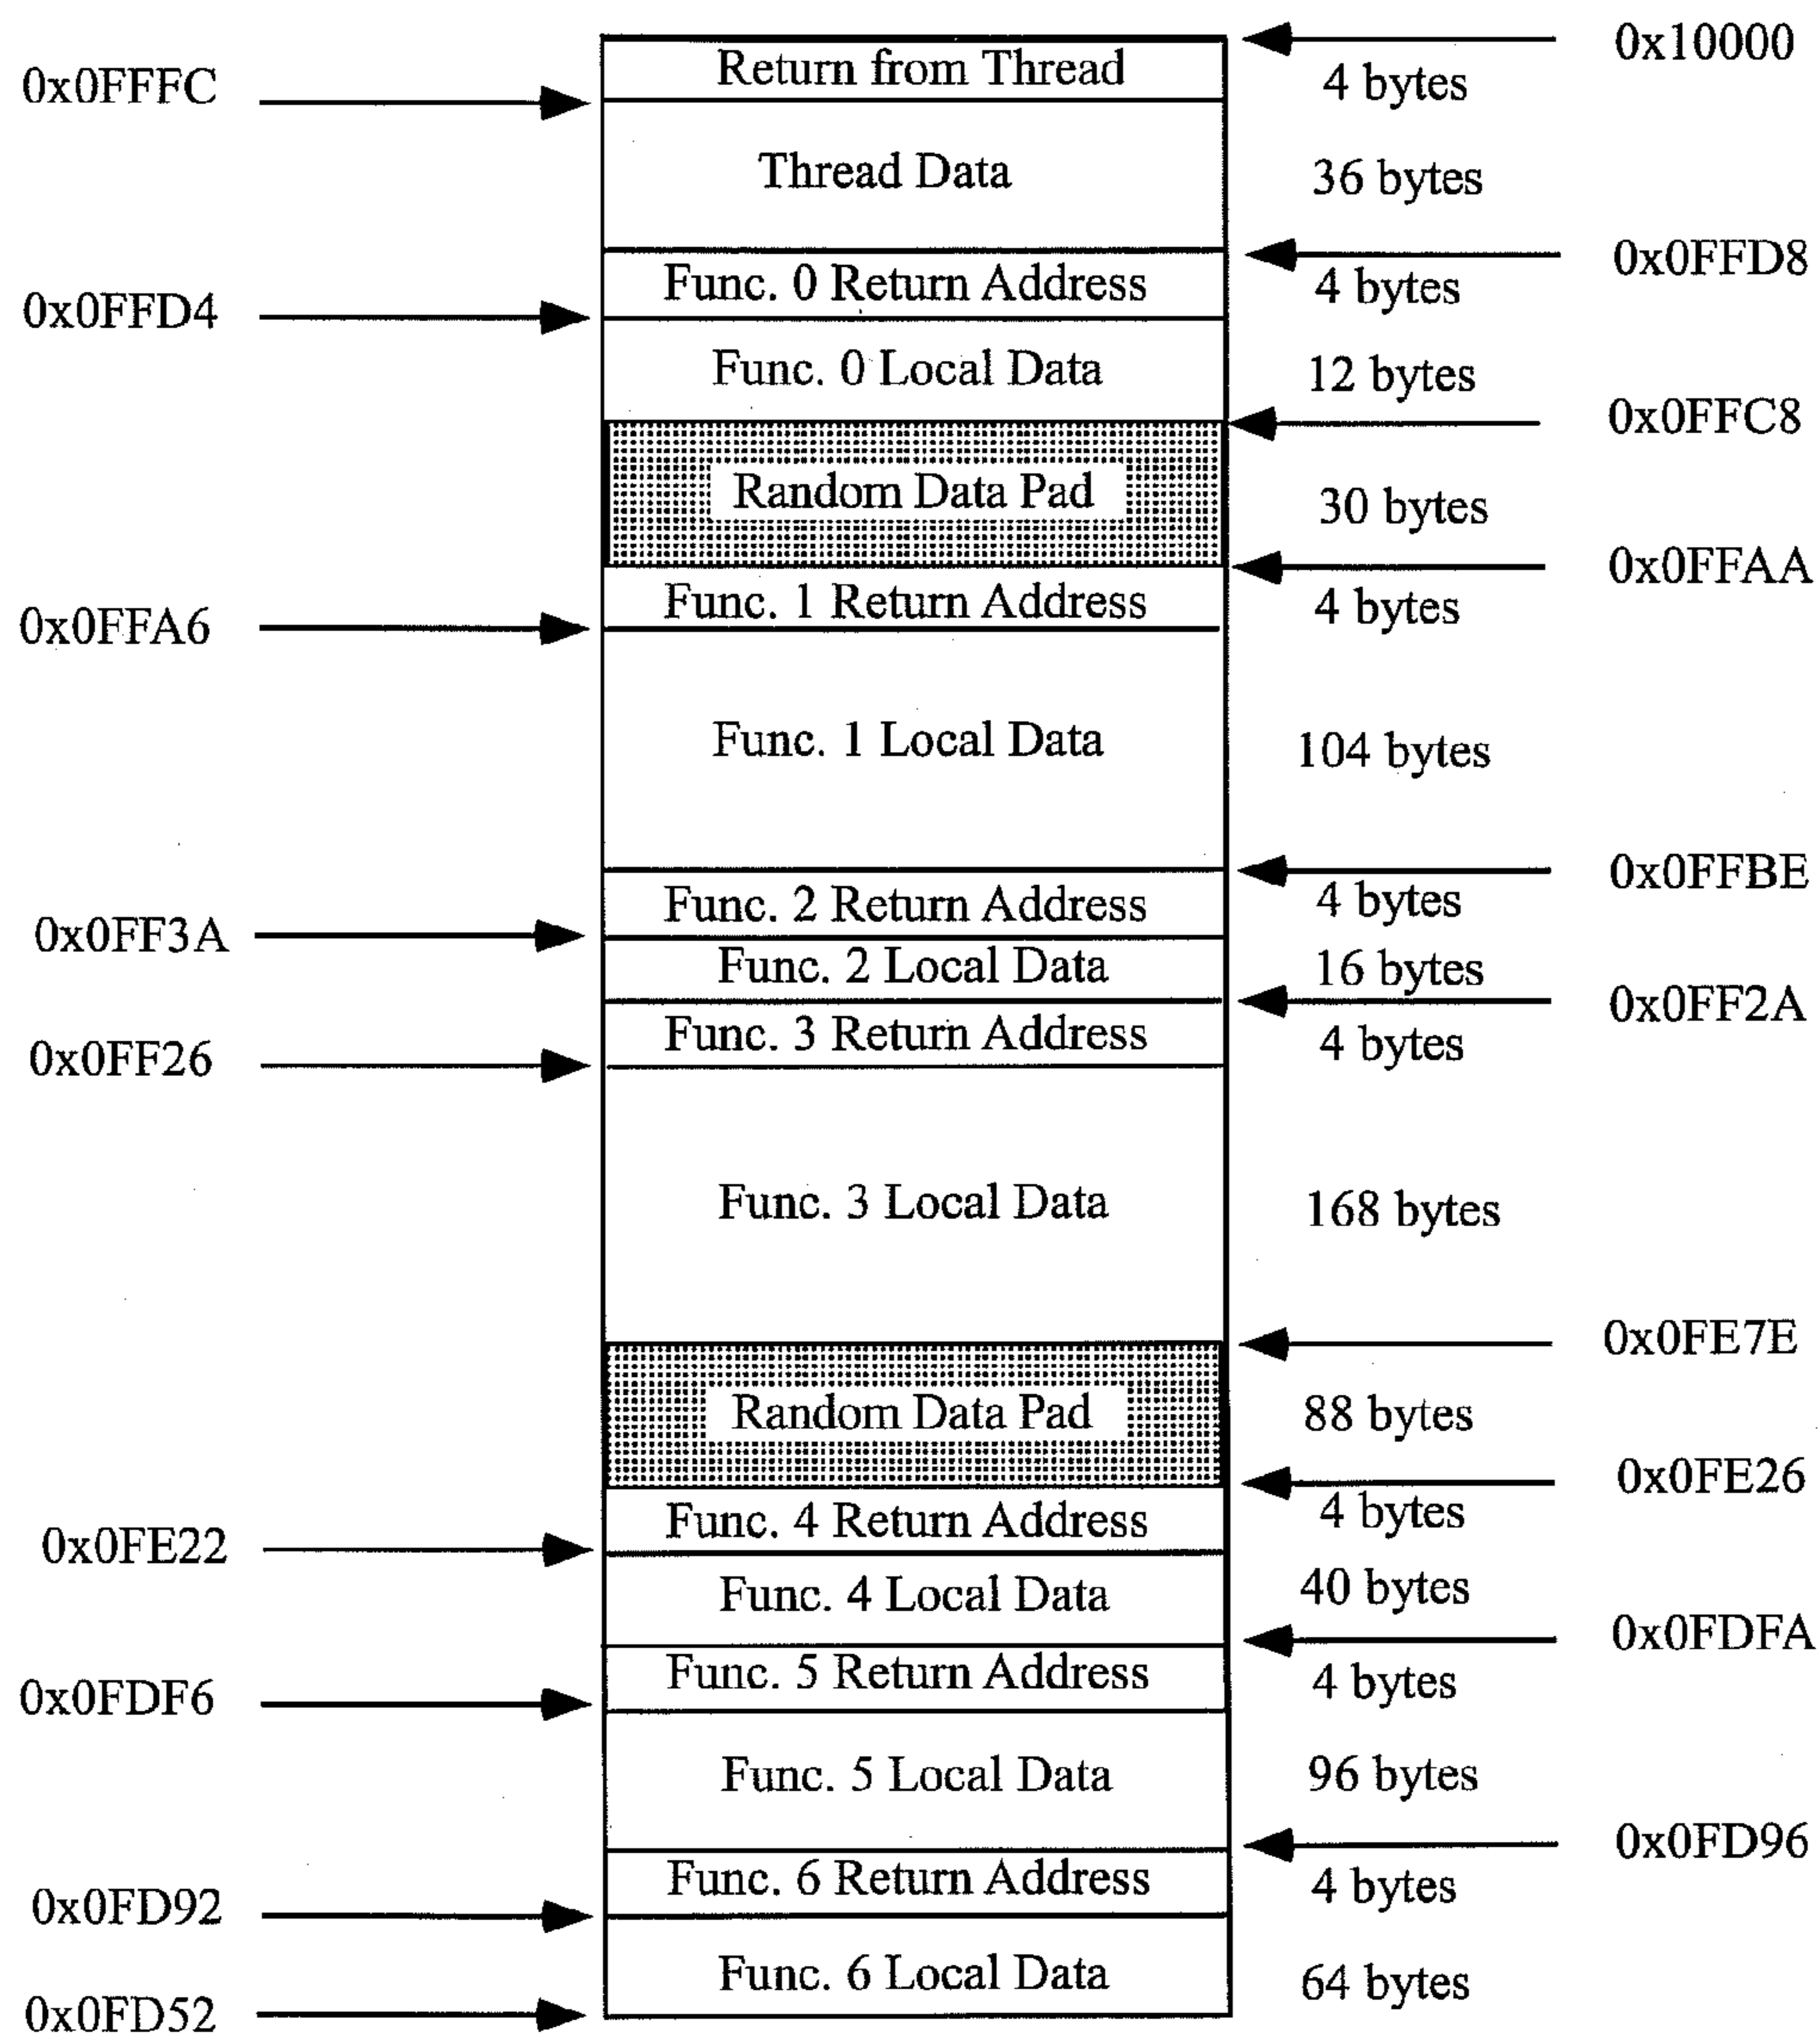 0x10000
Return from Thread
4 bytes
0x0FFFC
Thread Data
36 bytes
0x0FFD8
Func. 0 Return Address
4 bytes
0x0FFD4
Func. 0 Local Data
12 bytes
0x0FFC8
Random Data Pad
30 bytes
0x0FFAA
Func. 1 Return Address
4 bytes
0x0FFA6
Func. 1 Local Data
104 bytes
0x0FFBE
Func. 2 Return Address
4 bytes
0x0FF3A
Func. 2 Local Data
16 bytes
0x0FF2A
Func. 3 Return Address
4 bytes
0x0FF26
Func. 3 Local Data
168 bytes
0x0FE7E
Random Data Pad
88 bytes
0x0FE26
Func. 4 Return Address
4 bytes
0x0FE22
Func. 4 Local Data
40 bytes
0x0FDFA
Func. 5 Return Address
4 bytes
0x0FDF6
Func. 5 Local Data
96 bytes
0x0FD96
Func. 6 Return Address
4 bytes
0x0FD92
Func. 6 Local Data
64 bytes
0x0FD52